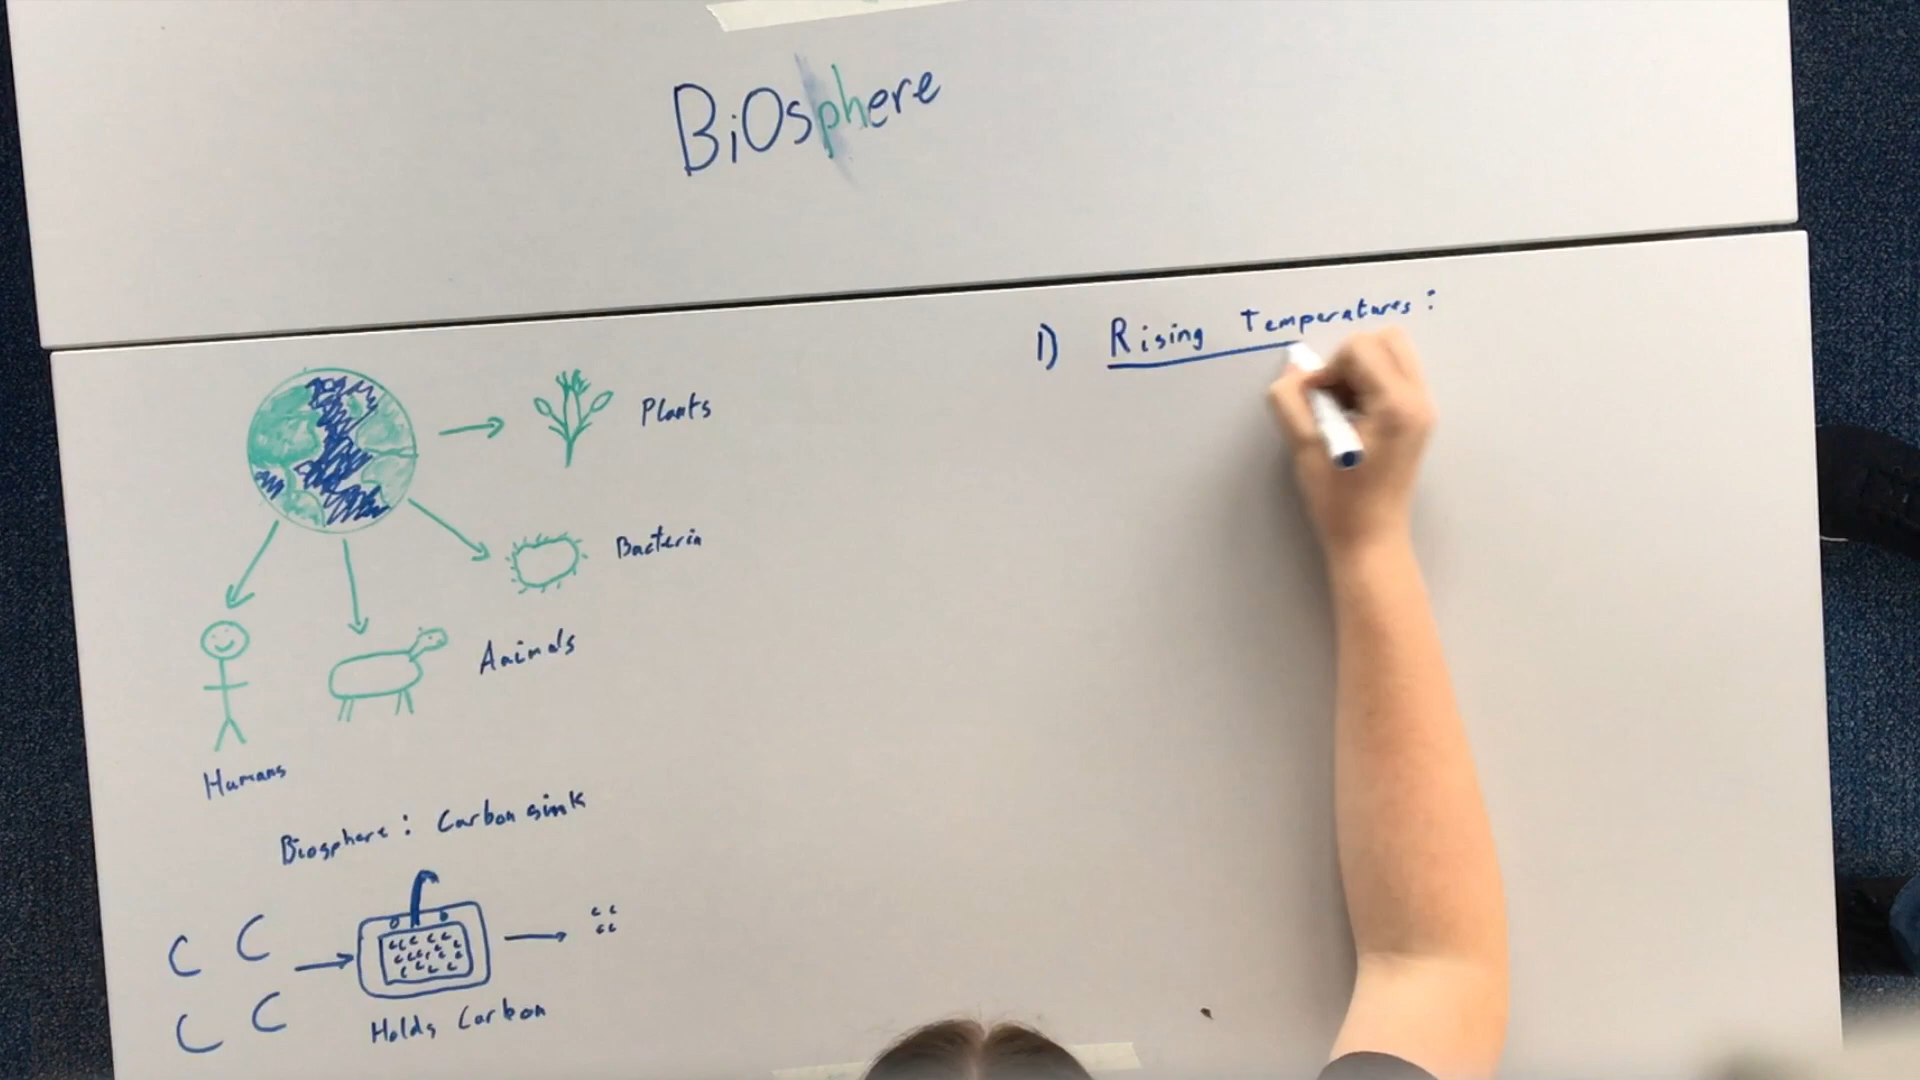 BiOsphere
1) Rising Temperatures:
Plants
Bacteria
Animals
Humans
Biosphere: Carbon sink
C C
C C
c c
c c
Holds Carbon